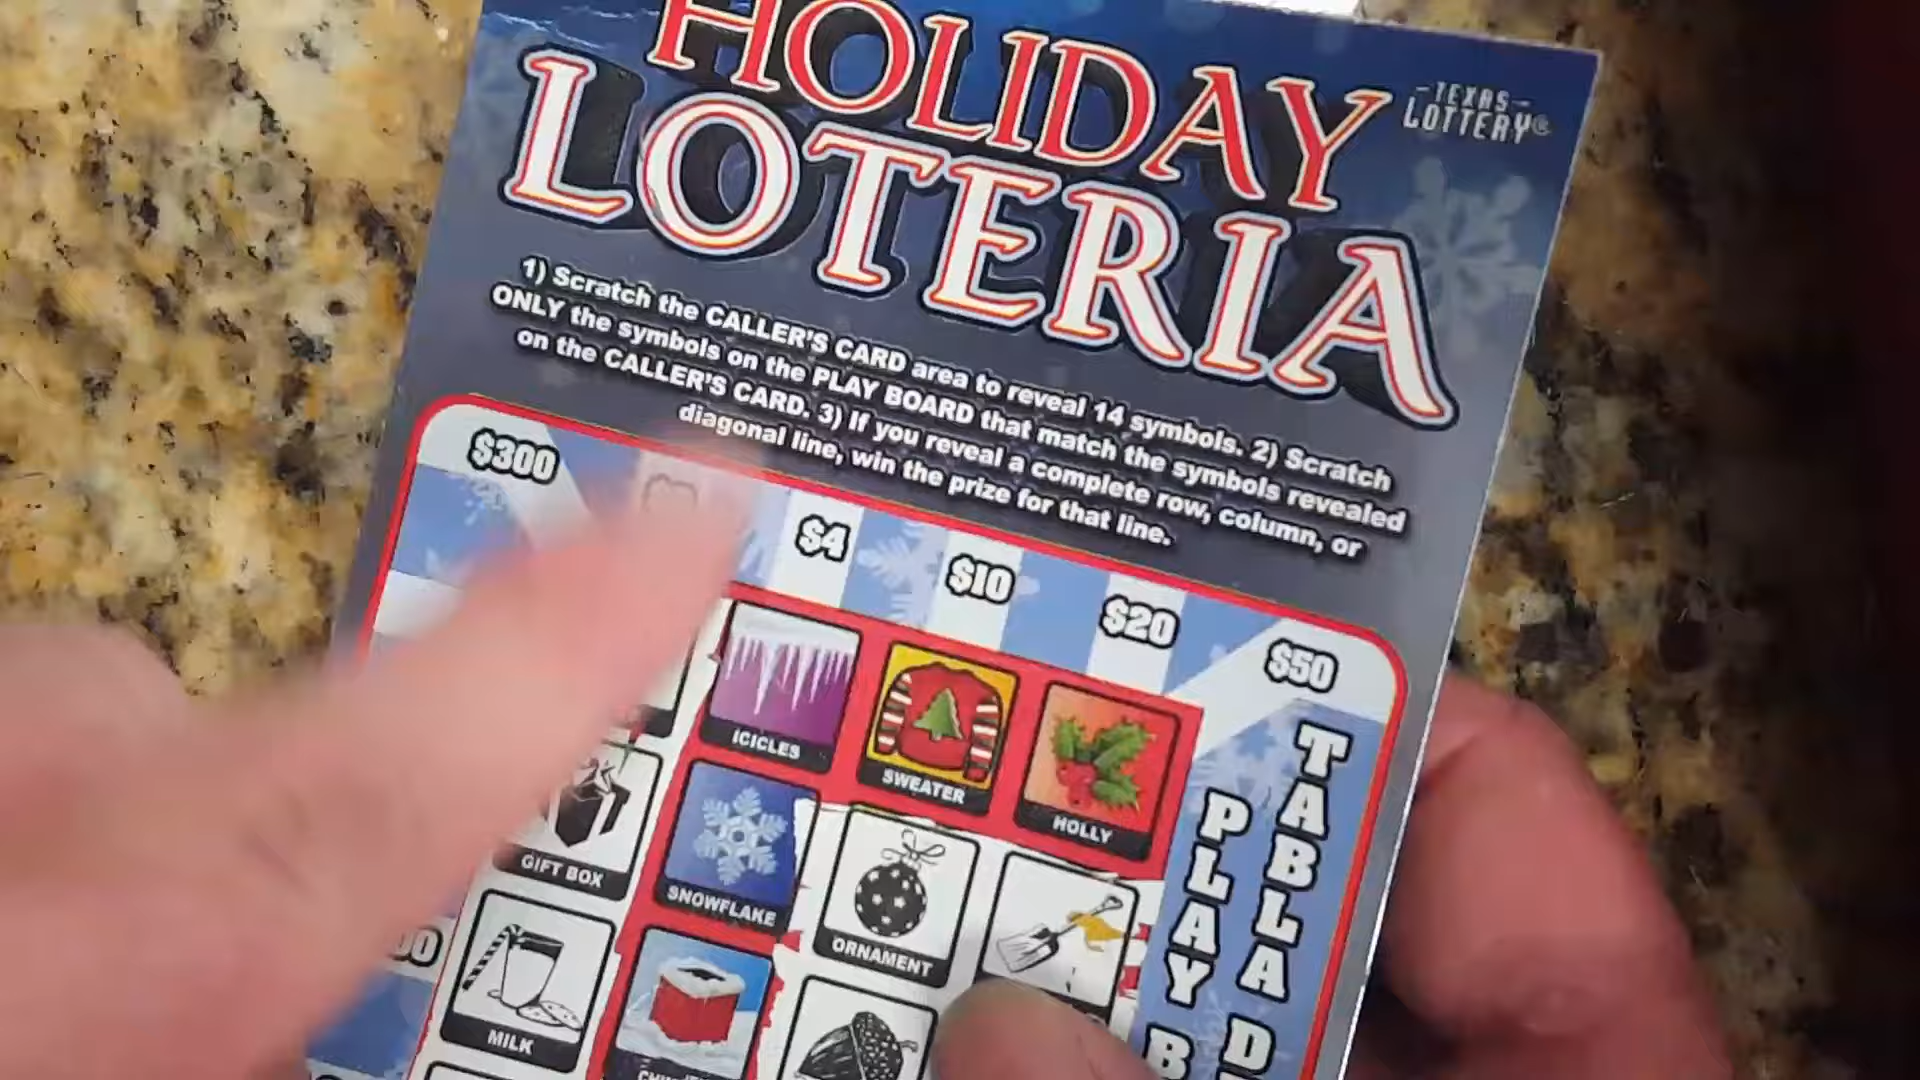 HOLIDAY
LOTERIA
-TEXAS-
LOTTERY®
1) Scratch the CALLER'S CARD area to reveal 14 symbols. 2) Scratch
ONLY the symbols on the PLAY BOARD that match the symbols revealed
on the CALLER'S CARD. 3) If you reveal a complete row, column, or
diagonal line, win the prize for that line.
$300
$4
$10
$20
$50
ICICLES
SWEATER
HOLLY
GIFT BOX
SNOWFLAKE
ORNAMENT
MILK
TABLA D
PLAY B